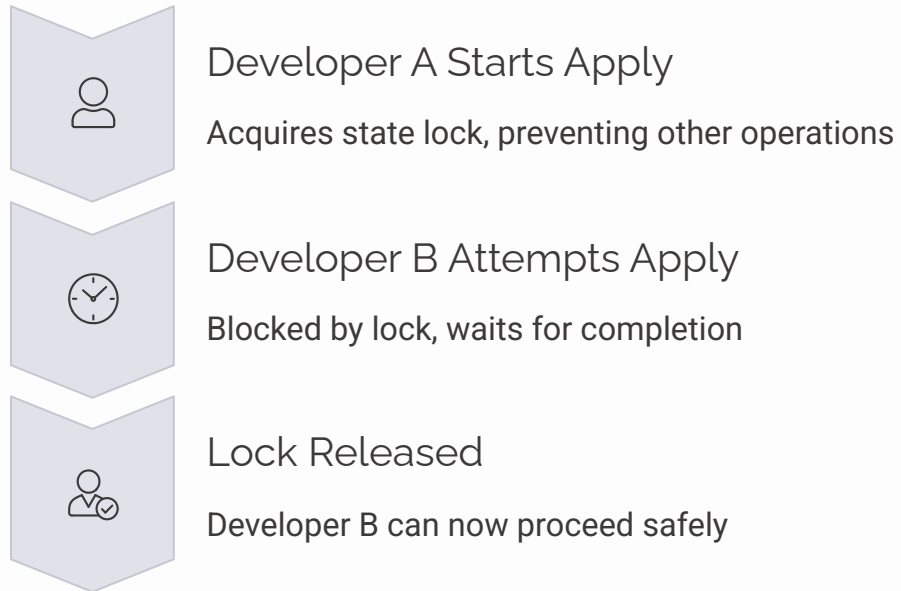 Developer A Starts Apply
Acquires state lock, preventing other operations
Developer B Attempts Apply
Blocked by lock, waits for completion
Lock Released
Developer B can now proceed safely